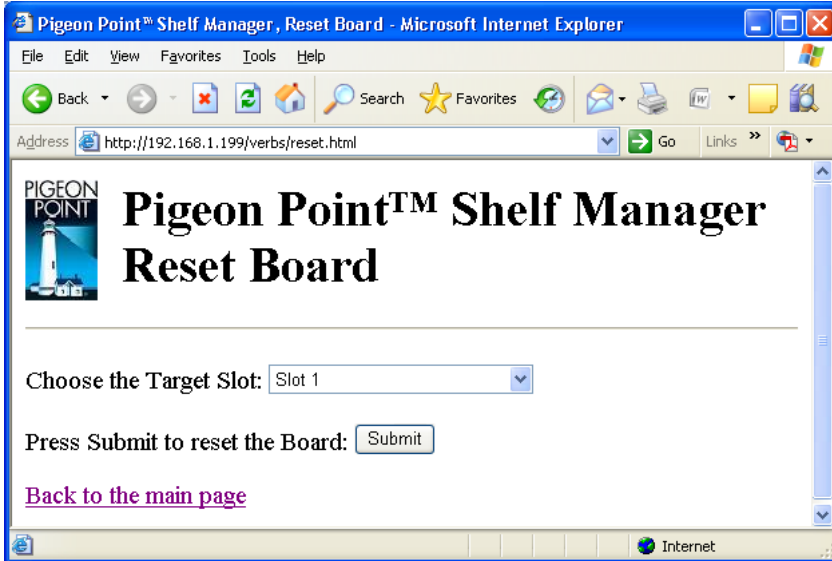 Pigeon Point™ Shelf Manager, Reset Board - Microsoft Internet Explorer
File Edit View Favorites Tools Help
Back Search Favorites W
Address http://192.168.1.199/verbs/reset.html Go Links »
PIGEON
POINT
Pigeon Point™ Shelf Manager
Reset Board
Choose the Target Slot: Slot 1
Press Submit to reset the Board: Submit
Back to the main page
Internet